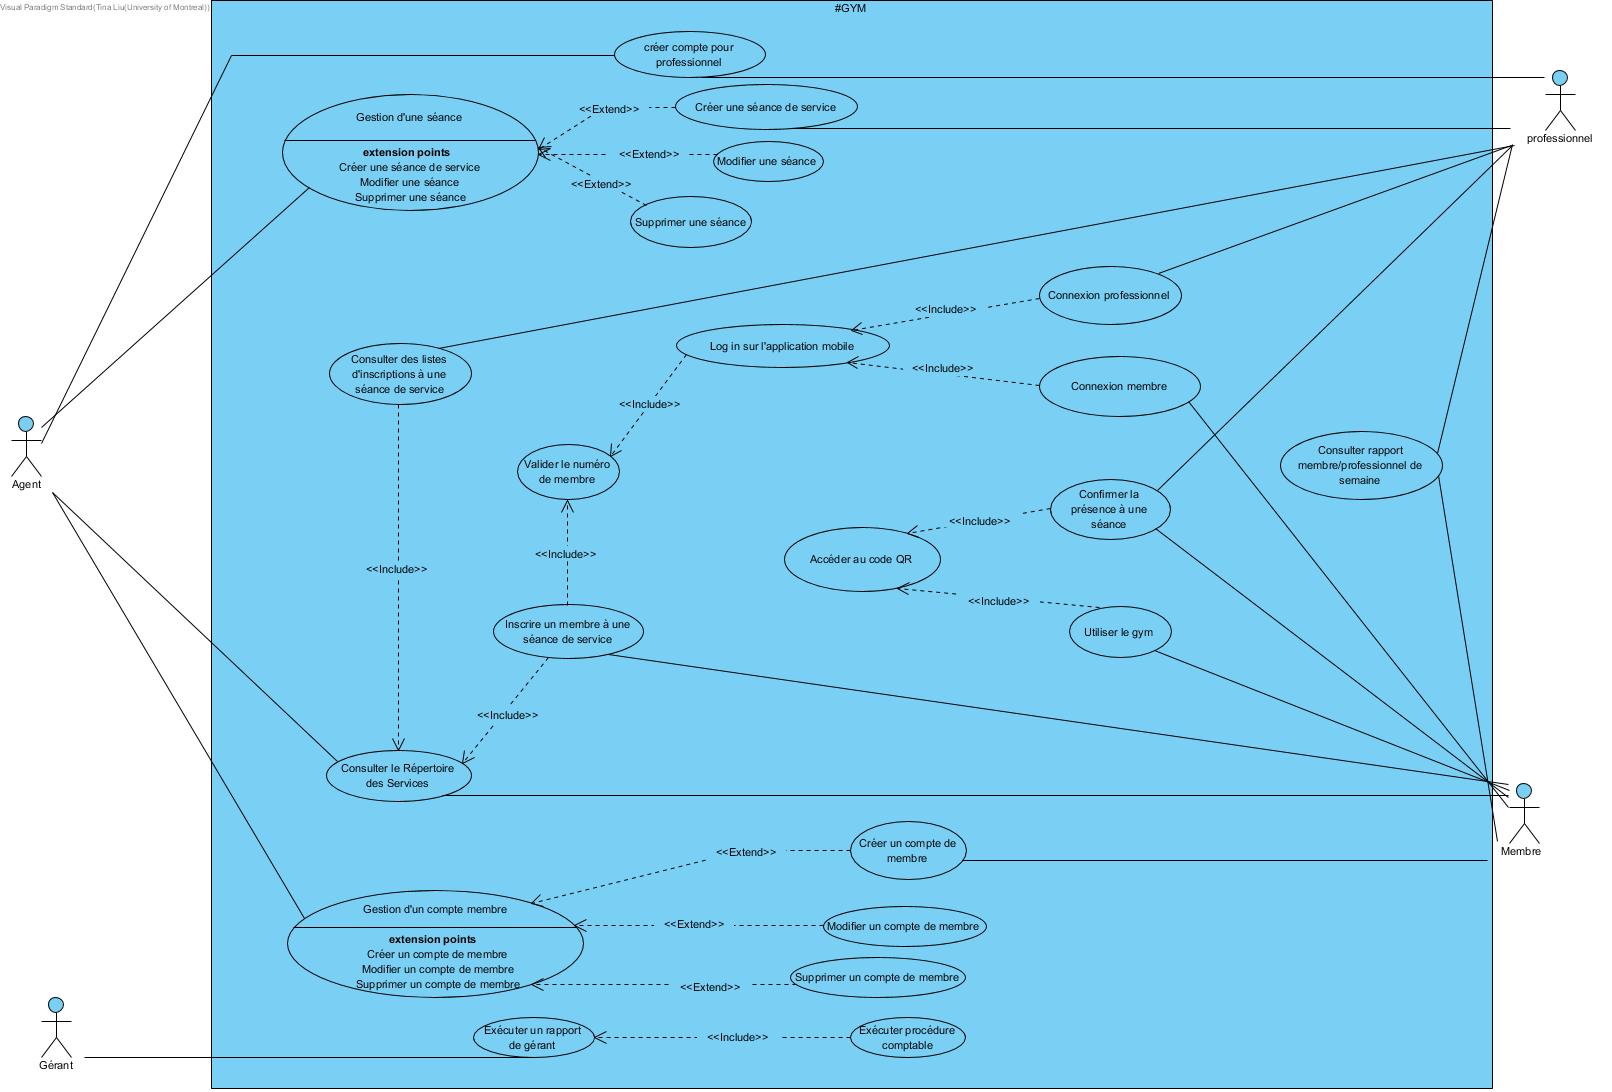 Visual Paradigm Standard(Tina Liu(University of Montreal))
#GYM
créer compte pour
professionnel
professionnel
Gestion d'une séance
extension points
Créer une séance de service
Modifier une séance
Supprimer une séance
<<Extend>>
Créer une séance de service
<<Extend>>
Modifier une séance
<<Extend>>
Supprimer une séance
Connexion professionnel
<<Include>>
Log in sur l'application mobile
<<Include>>
Connexion membre
Consulter des listes
d'inscriptions à une
séance de service
<<Include>>
Valider le numéro
de membre
Consulter rapport
membre/professionnel de
semaine
Agent
Confirmer la
présence à une
séance
<<Include>>
Accéder au code QR
<<Include>>
<<Include>>
<<Include>>
Inscrire un membre à une
séance de service
Utiliser le gym
<<Include>>
Consulter le Répertoire
des Services
Membre
Créer un compte de
membre
<<Extend>>
Gestion d'un compte membre
extension points
Créer un compte de membre
Modifier un compte de membre
Supprimer un compte de membre
<<Extend>>
Modifier un compte de membre
<<Extend>>
Supprimer un compte de membre
Exécuter un rapport
de gérant
<<Include>>
Exécuter procédure
comptable
Gérant